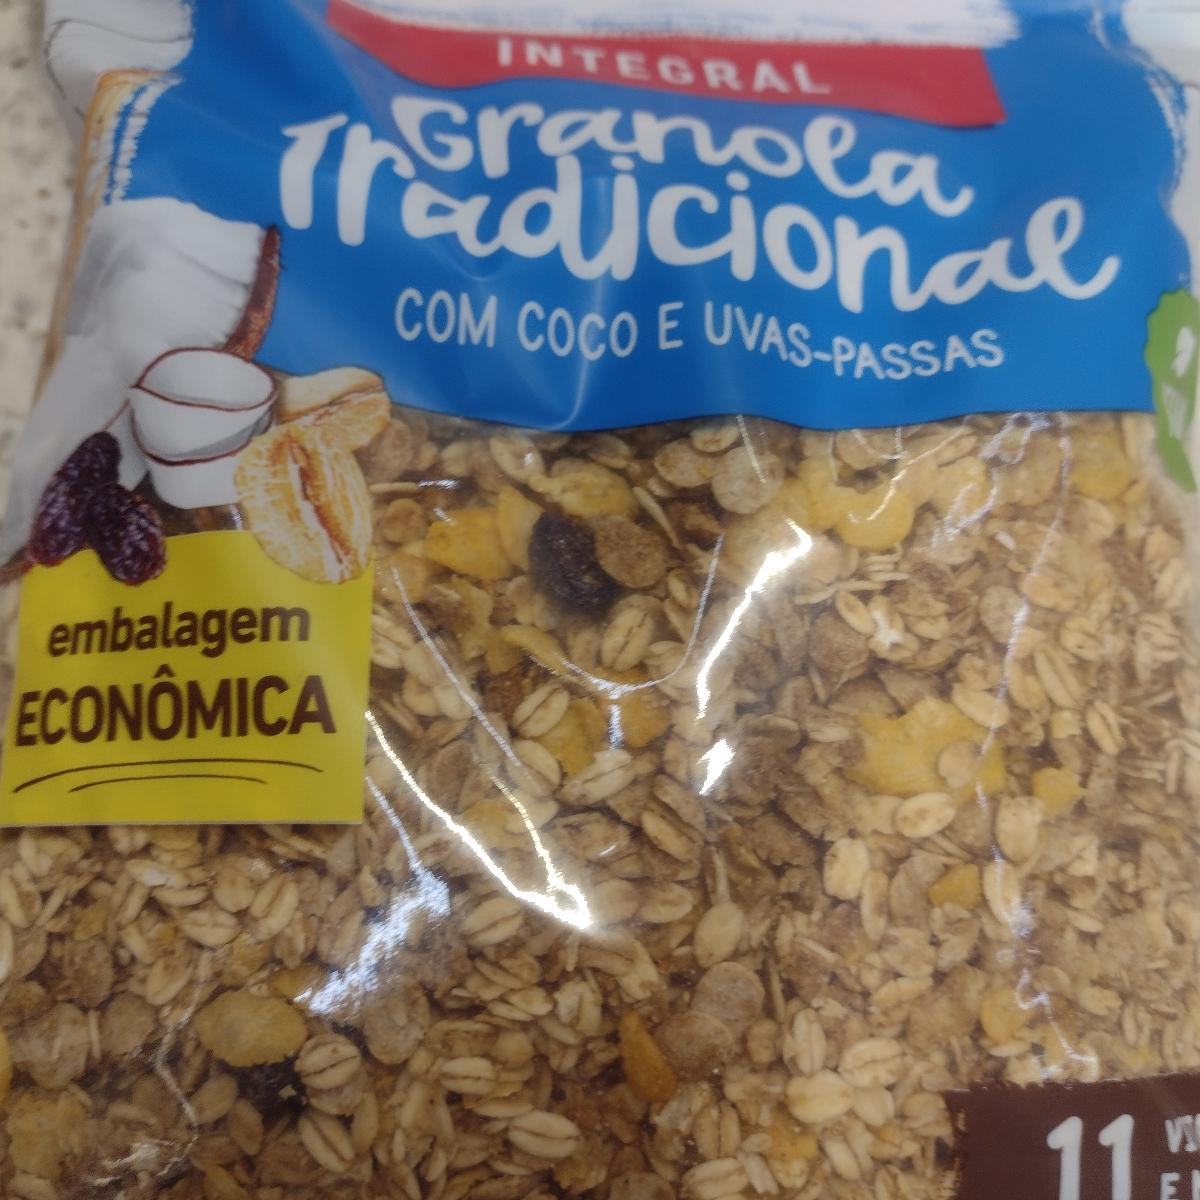 INTEGRAL
Granola
Tradicional
COM COCO E UVAS-PASSAS
embalagem
ECONÔMICA
11